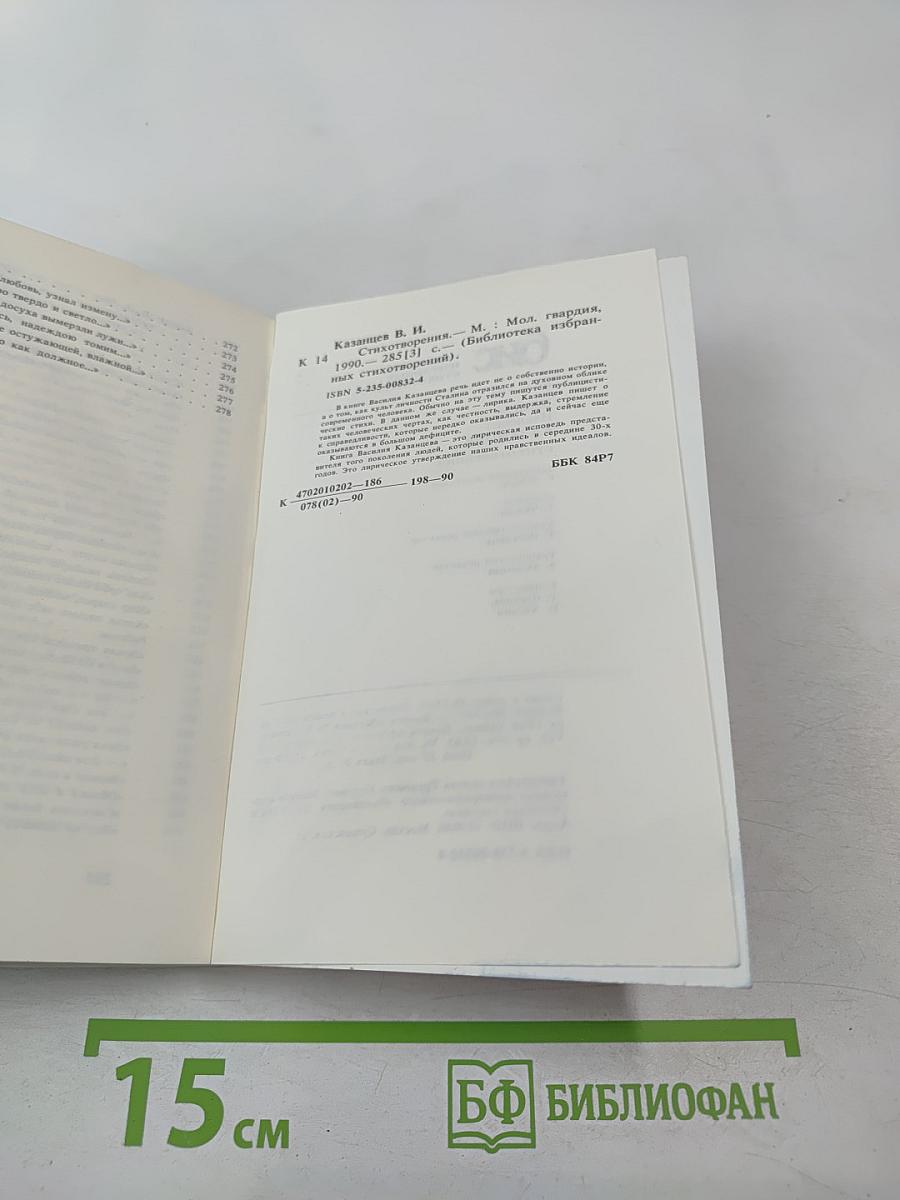 любовь, узнал измену...»
о твердо и светло...»
досуха вымерзли лужи...»
сь, надеждою томим...»
е остужающей, влажной...»
о как должное...»
272
273
274
275
276
277
278
Казанцев В. И.
К 14 Стихотворения.— М. : Мол. гвардия,
1990.— 285[3] с.— (Библиотека избран-
ных стихотворений).
ISBN 5-235-00832-4
В книге Василия Казанцева речь идет не о собственно истории,
а о том, как культ личности Сталина отразился на духовном облике
современного человека. Обычно на эту тему пишутся публицисти-
ческие стихи. В данном же случае — лирика. Казанцев пишет о
таких человеческих чертах, как честность, выдержка, стремление
к справедливости, которые нередко оказывались, да и сейчас еще
оказываются в большом дефиците.
Книга Василия Казанцева — это лирическая исповедь предста-
вителя того поколения людей, которые родились в середине 30-х
годов. Это лирическое утверждение наших нравственных идеалов.
К 4702010202—186 198—90
078(02)—90
ББК 84Р7
15 см
БФ БИБЛИОФАН